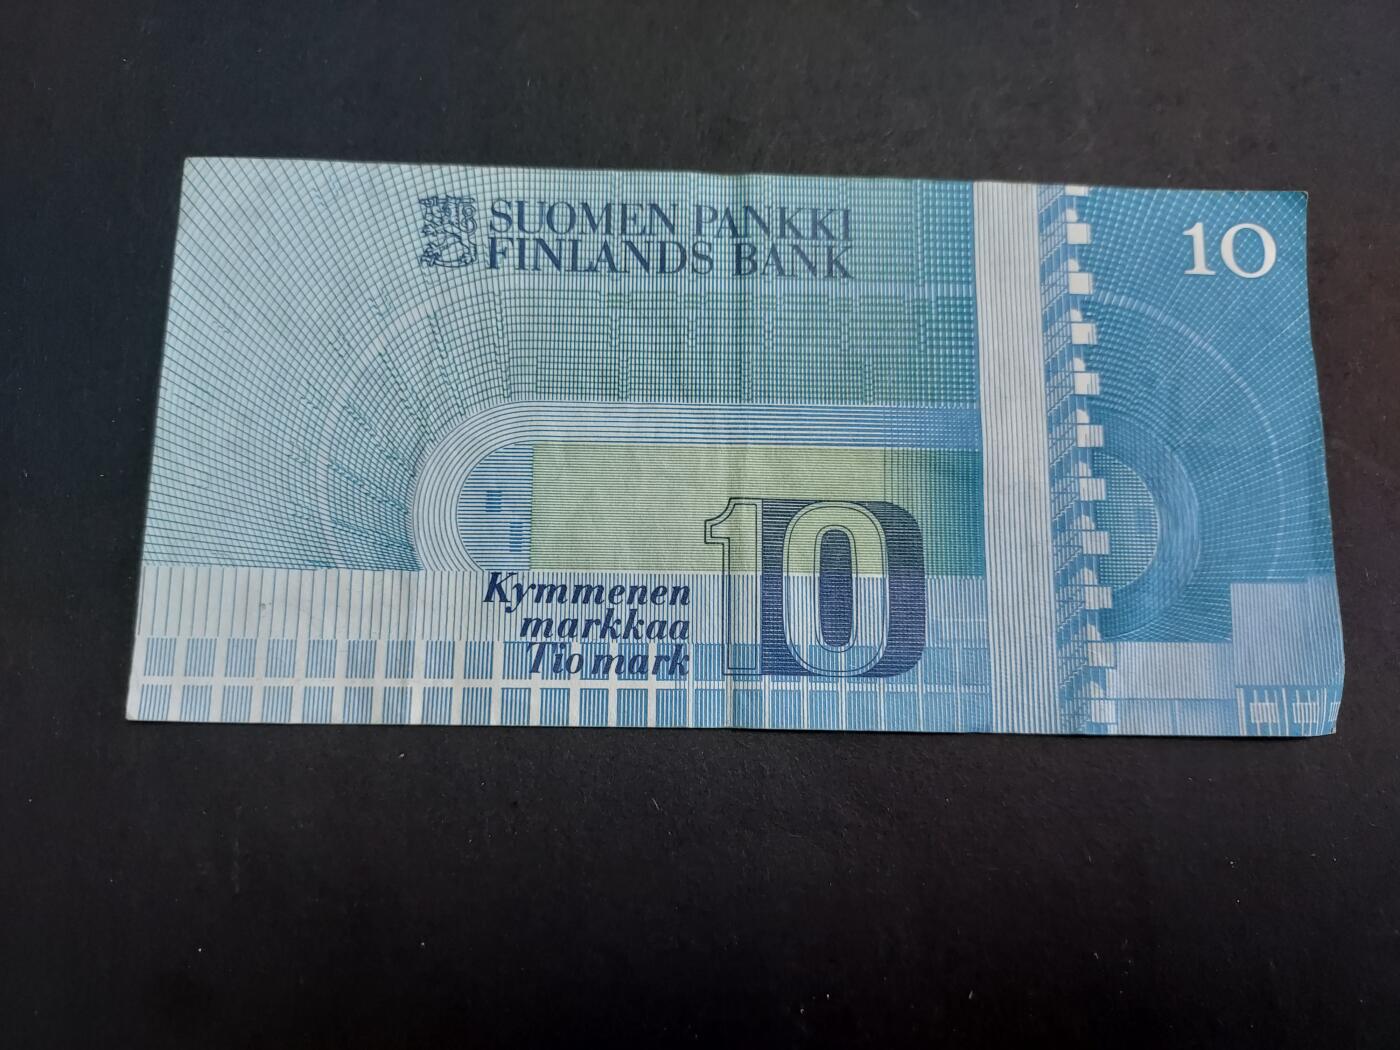 SUOMEN PANKKI
FINLANDS BANK
10
Kymmenen
markkaa
Tio mark
10